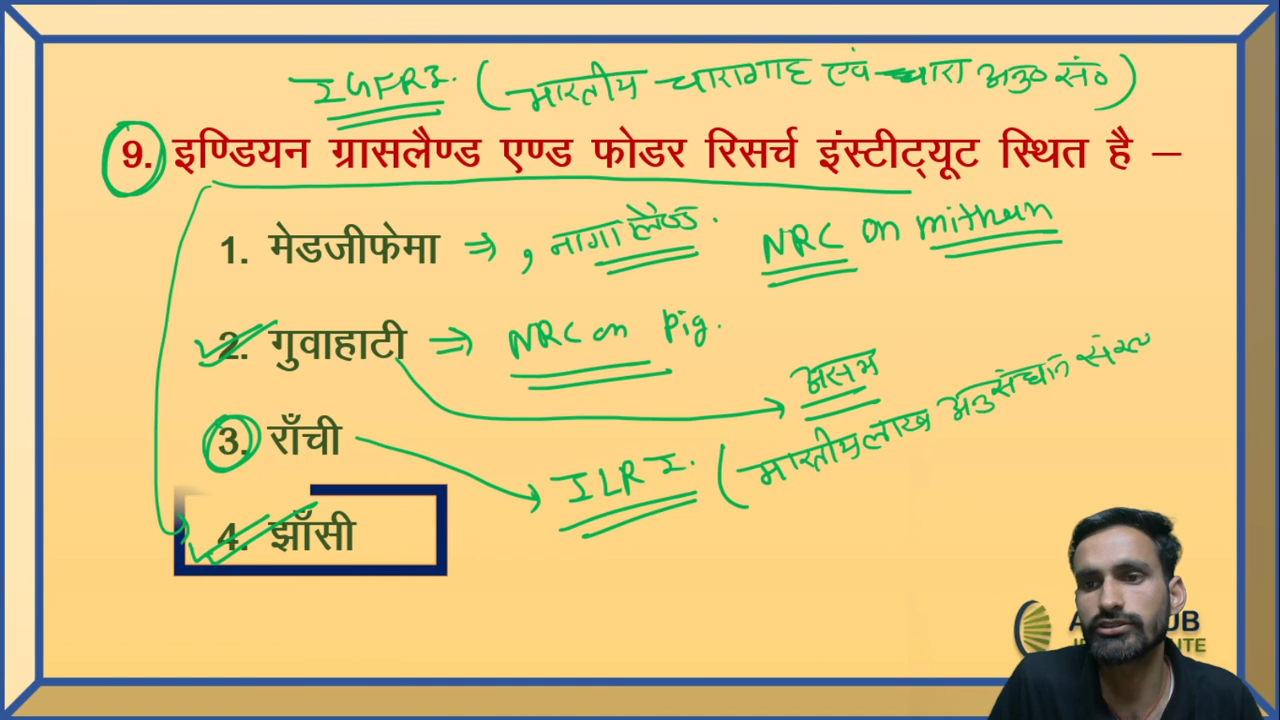 IGFRI. (भारतीय चारागाह एवं चारा अनु० सं०)
9. इण्डियन ग्रासलैण्ड एण्ड फोडर रिसर्च इंस्टीट्यूट स्थित है –
1. मेडजीफेमा ⇒ , नागालैण्ड. NRC on mithun
2. गुवाहाटी ⇒ NRC on Pig.
असम
3. राँची
ILRI. (भारतीय लाख अनुसंधान
4. झाँसी